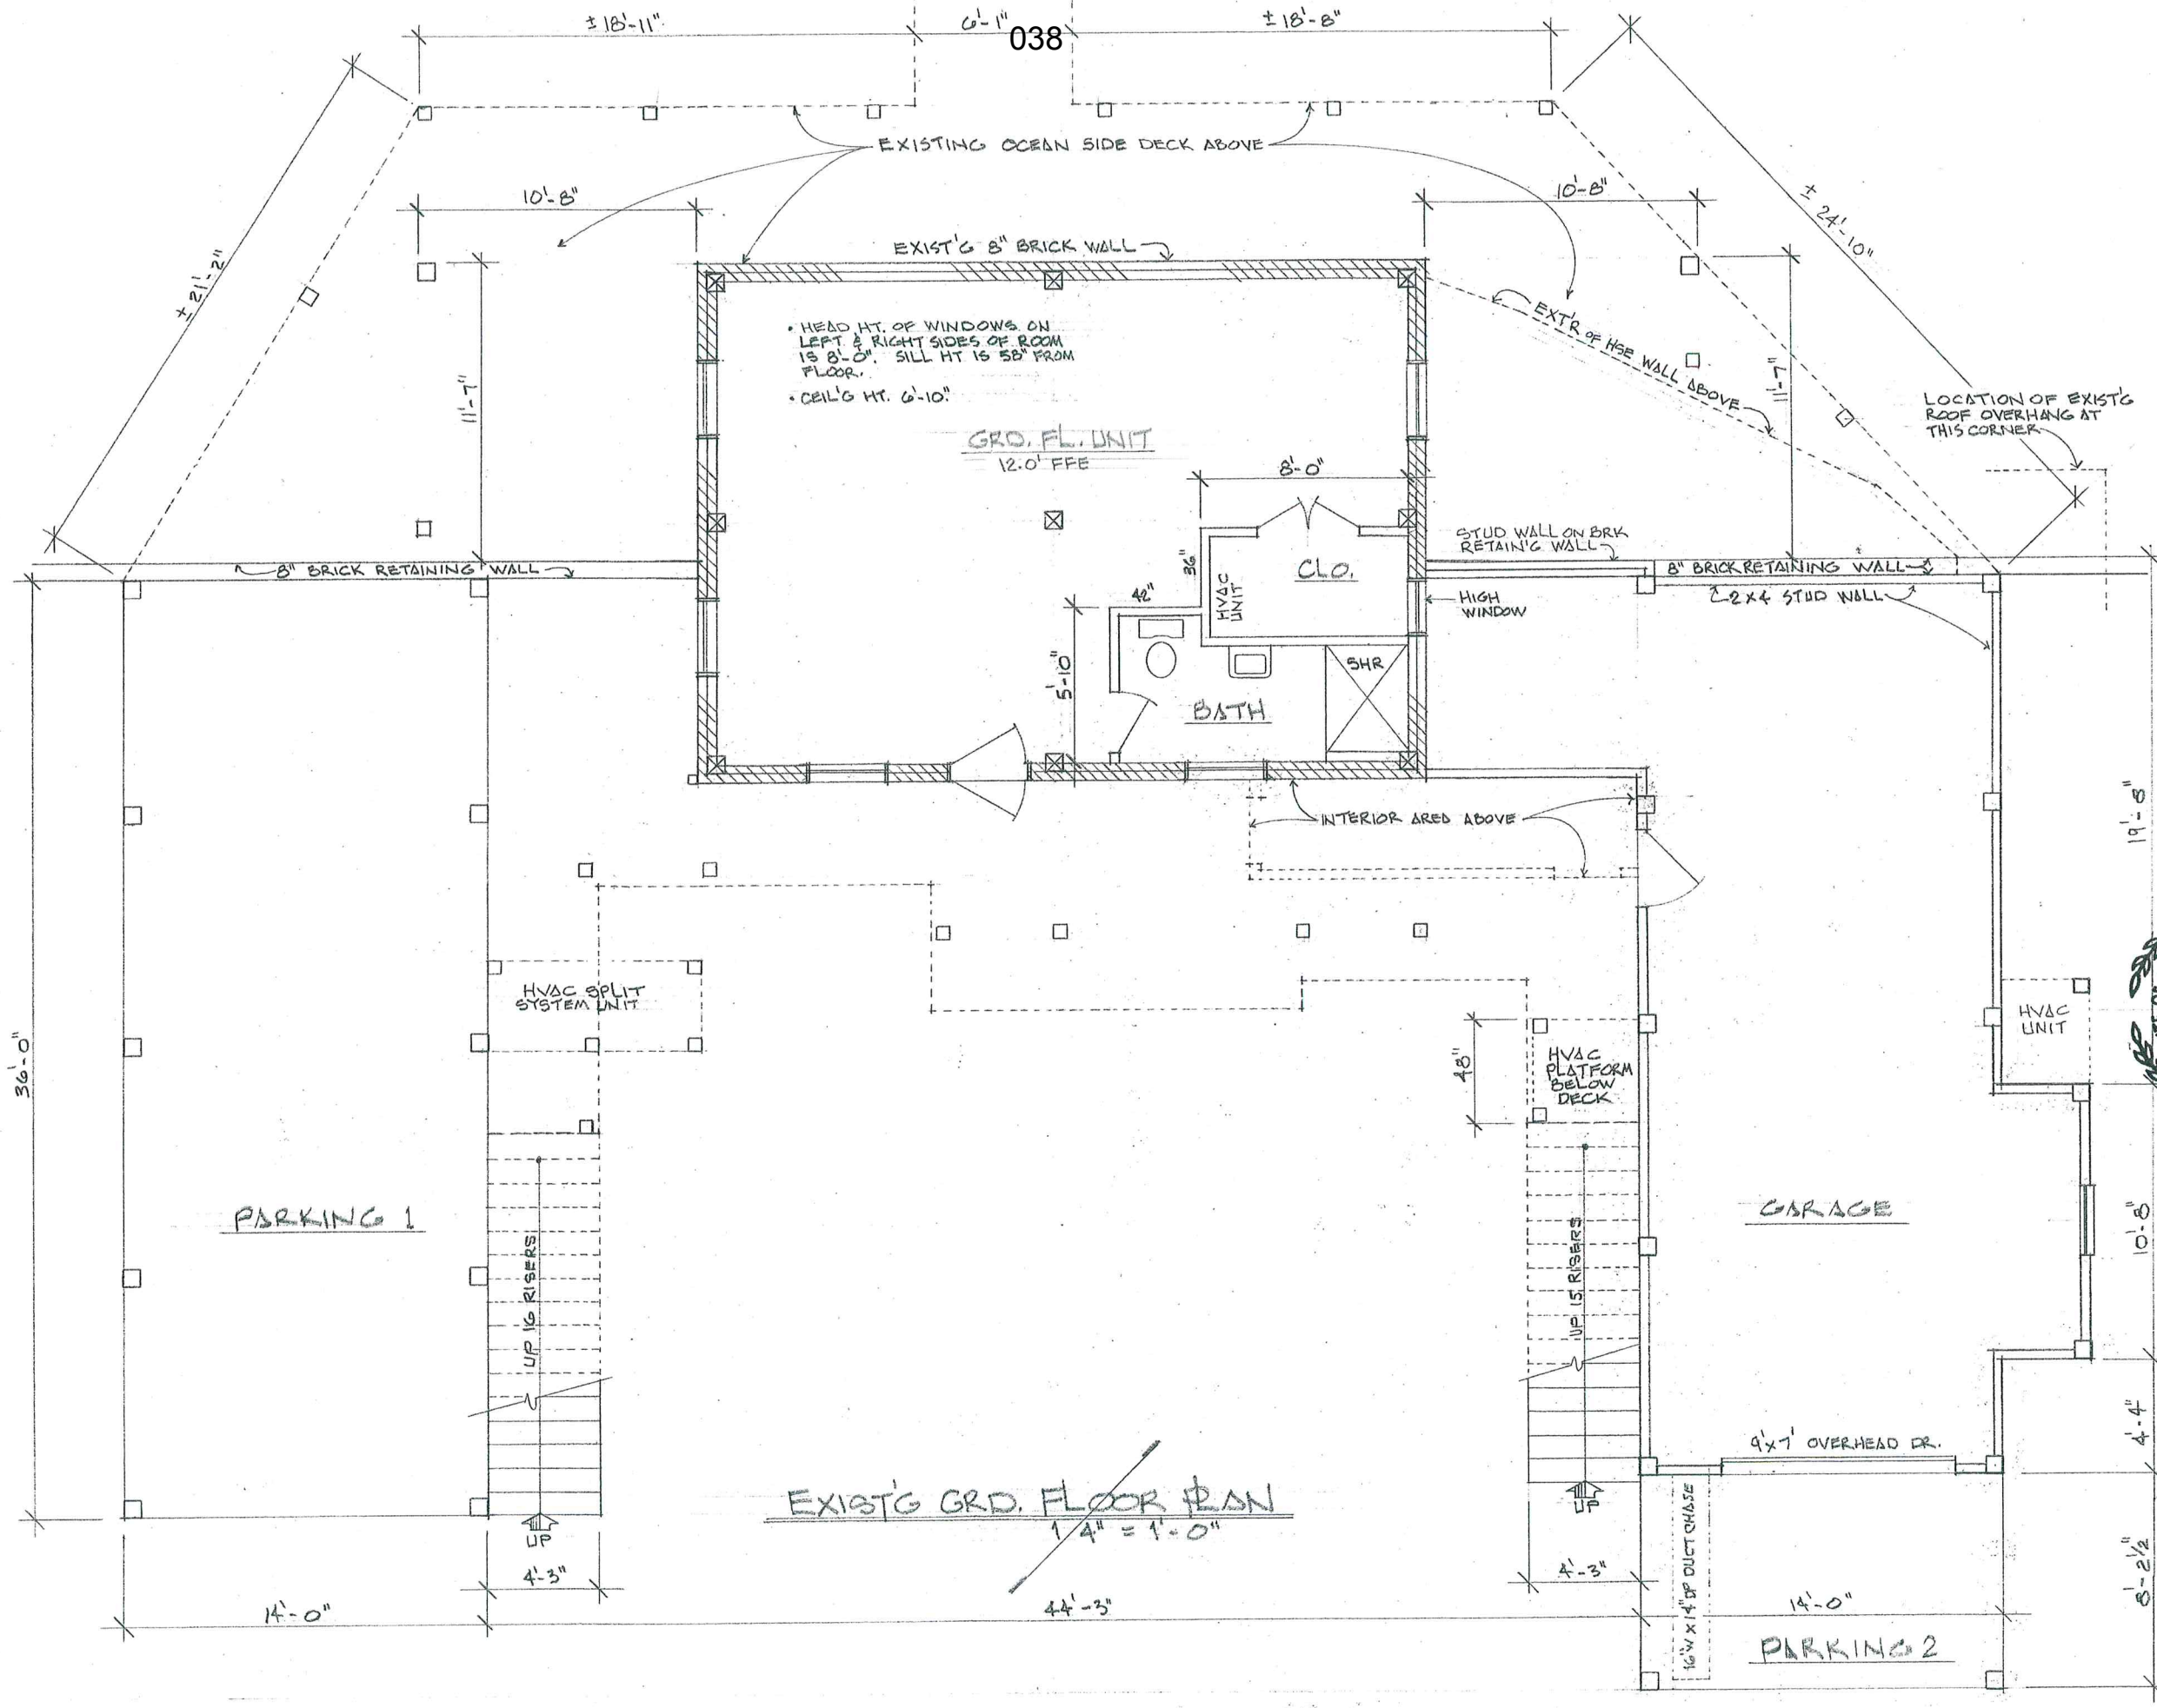 ± 18'-11"
6'-1"
038
± 18'-8"
EXISTING OCEAN SIDE DECK ABOVE
10'-8"
10'-8"
± 21'-2"
± 24'-10"
EXIST'G 8" BRICK WALL
• HEAD HT. OF WINDOWS ON
LEFT & RIGHT SIDES OF ROOM
IS 8'-0". SILL HT IS 58" FROM
FLOOR.
• CEIL'G HT. 6'-10".
EXT'R OF HSE WALL ABOVE
11'-7"
11'-7"
LOCATION OF EXIST'G
ROOF OVERHANG AT
THIS CORNER
GRD. FL. UNIT
12.0' FFE
8'-0"
STUD WALL ON BRK
RETAIN'G WALL
8" BRICK RETAINING WALL
8" BRICK RETAINING WALL
2x4 STUD WALL
36"
HVAC
UNIT
CLO.
42"
HIGH
WINDOW
5'-10"
SHR
BATH
INTERIOR AREA ABOVE
19'-8"
HVAC SPLIT
SYSTEM UNIT
HVAC
UNIT
36'-0"
48"
HVAC
PLATFORM
BELOW
DECK
PARKING 1
UP 16 RISERS
UP 15 RISERS
GARAGE
10'-8"
4'-4"
9'x7' OVERHEAD DR.
EXIST'G GRD. FLOOR PLAN
1 4" = 1'-0"
UP
UP
16"W x 14"DP DUCT CHASE
8'-2½"
4'-3"
4'-3"
14'-0"
44'-3"
14'-0"
PARKING 2